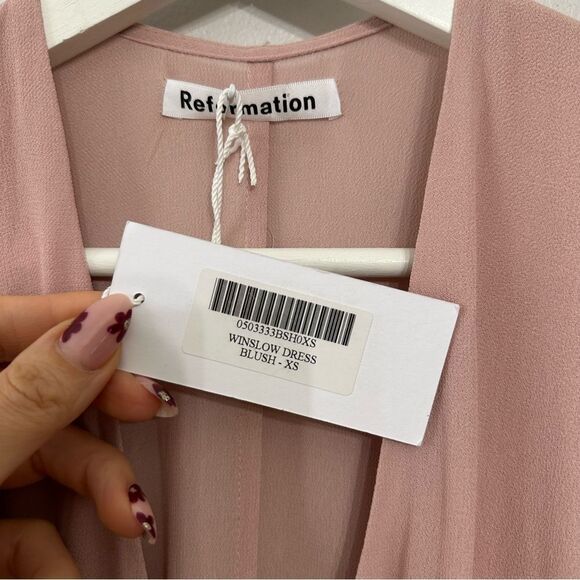 Reformation
0503333BSH0XS
WINSLOW DRESS
BLUSH - XS